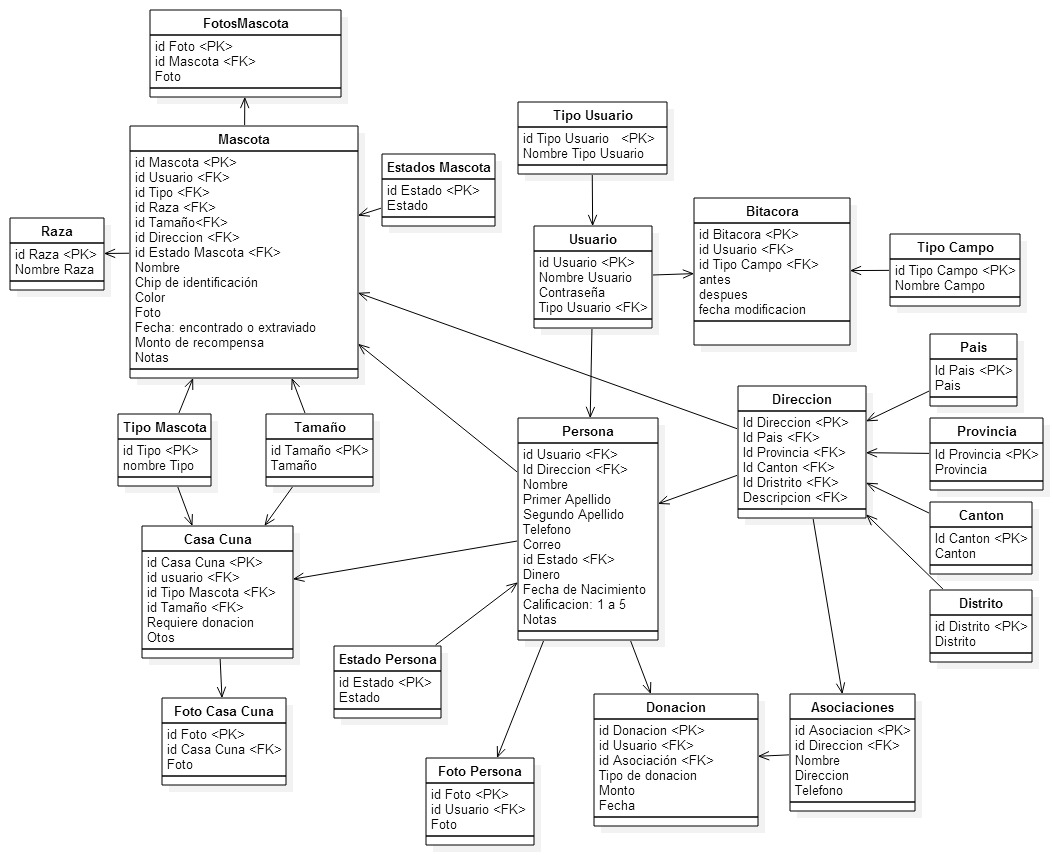 FotosMascota
id Foto <PK>
id Mascota <FK>
Foto
Mascota
id Mascota <PK>
id Usuario <FK>
id Tipo <FK>
id Raza <FK>
id Tamaño<FK>
id Direccion <FK>
id Estado Mascota <FK>
Nombre
Chip de identificación
Color
Foto
Fecha: encontrado o extraviado
Monto de recompensa
Notas
Estados Mascota
id Estado <PK>
Estado
Raza
id Raza <PK>
Nombre Raza
Tipo Usuario
id Tipo Usuario <PK>
Nombre Tipo Usuario
Usuario
id Usuario <PK>
Nombre Usuario
Contraseña
Tipo Usuario <FK>
Bitacora
id Bitacora <PK>
id Usuario <FK>
id Tipo Campo <FK>
antes
despues
fecha modificacion
Tipo Campo
id Tipo Campo <PK>
Nombre Campo
Pais
Id Pais <PK>
Pais
Direccion
Id Direccion <PK>
Id Pais <FK>
Id Provincia <FK>
Id Canton <FK>
Id Dristrito <FK>
Descripcion <FK>
Provincia
Id Provincia <PK>
Provincia
Canton
Id Canton <PK>
Canton
Distrito
id Distrito <PK>
Distrito
Tipo Mascota
id Tipo <PK>
nombre Tipo
Tamaño
id Tamaño <PK>
Tamaño
Persona
id Usuario <FK>
Id Direccion <FK>
Nombre
Primer Apellido
Segundo Apellido
Telefono
Correo
id Estado <FK>
Dinero
Fecha de Nacimiento
Calificacion: 1 a 5
Notas
Casa Cuna
id Casa Cuna <PK>
id usuario <FK>
id Tipo Mascota <FK>
id Tamaño <FK>
Requiere donacion
Otos
Estado Persona
id Estado <PK>
Estado
Foto Casa Cuna
id Foto <PK>
id Casa Cuna <FK>
Foto
Foto Persona
id Foto <PK>
id Usuario <FK>
Foto
Donacion
id Donacion <PK>
id Usuario <FK>
id Asociación <FK>
Tipo de donacion
Monto
Fecha
Asociaciones
id Asociacion <PK>
id Direccion <FK>
Nombre
Direccion
Telefono